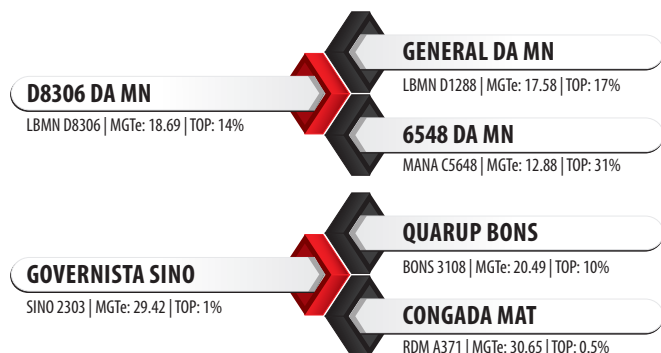 GENERAL DA MN
LBMN D1288 | MGTe: 17.58 | TOP: 17%
D8306 DA MN
LBMN D8306 | MGTe: 18.69 | TOP: 14%
6548 DA MN
MANA C5648 | MGTe: 12.88 | TOP: 31%
QUARUP BONS
BONS 3108 | MGTe: 20.49 | TOP: 10%
GOVERNISTA SINO
SINO 2303 | MGTe: 29.42 | TOP: 1%
CONGADA MAT
RDM A371 | MGTe: 30.65 | TOP: 0.5%